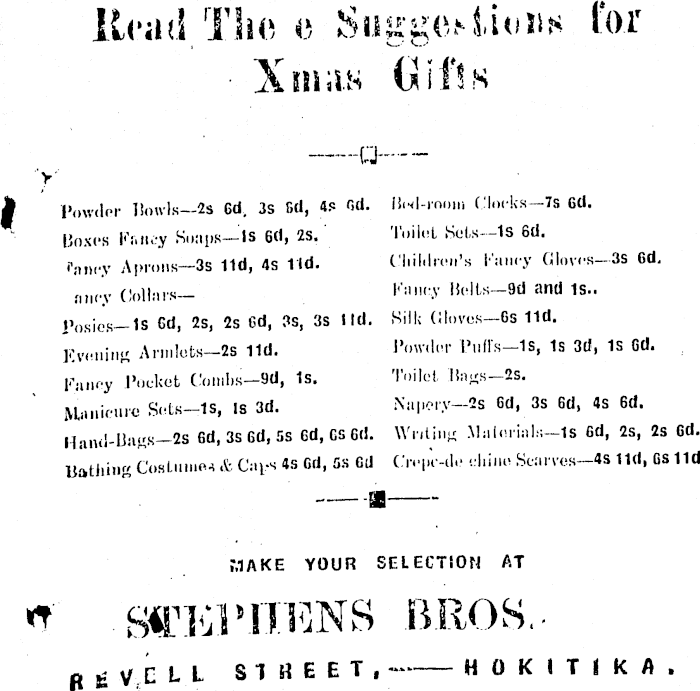 Read The e Suggestions for
Xmas Gifts
Powder Bowls—2s 6d, 3s 6d, 4s 6d.
Boxes Fancy Soaps—1s 6d, 2s.
Fancy Aprons—3s 11d, 4s 11d.
ancy Collars—
Posies—1s 6d, 2s, 2s 6d, 3s, 3s 11d.
Evening Armlets—2s 11d.
Fancy Pocket Combs—9d, 1s.
Manicure Sets—1s, 1s 3d.
Hand-Bags—2s 6d, 3s 6d, 5s 6d, 6s 6d.
Bathing Costumes & Caps 4s 6d, 5s 6d
Bed-room Clocks—7s 6d.
Toilet Sets—1s 6d.
Children's Fancy Gloves—3s 6d.
Fancy Belts—9d and 1s..
Silk Gloves—6s 11d.
Powder Puffs—1s, 1s 3d, 1s 6d.
Toilet Bags—2s.
Napery—2s 6d, 3s 6d, 4s 6d.
Writing Materials—1s 6d, 2s, 2s 6d.
Crepe-de chine Scarves—4s 11d, 6s 11d
MAKE YOUR SELECTION AT
STEPHENS BROS.
REVELL STREET,—HOKITIKA.